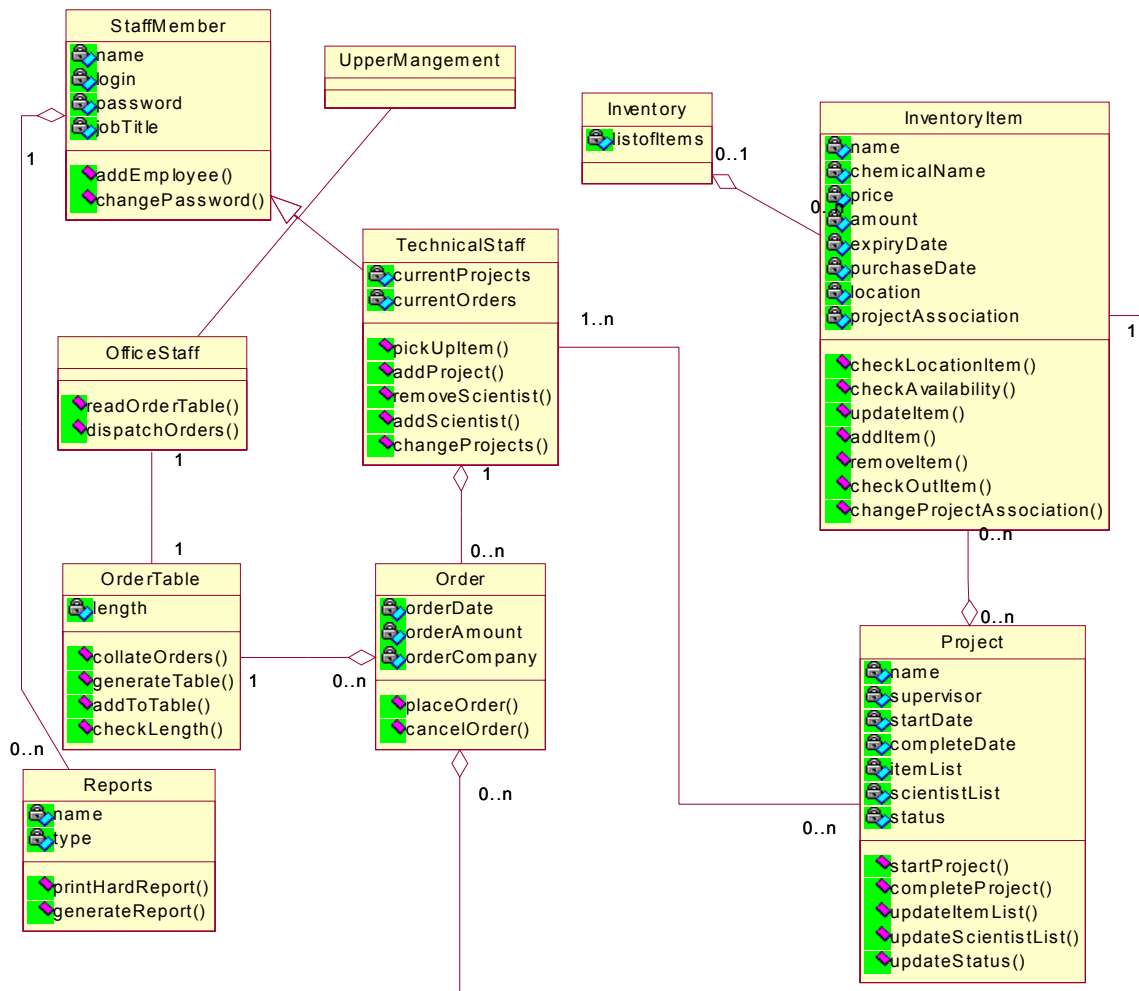 StaffMember
name
login
password
jobTitle
addEmployee()
changePassword()
1
UpperMangement
Inventory
listofItems
0..1
0..n
InventoryItem
name
chemicalName
price
amount
expiryDate
purchaseDate
location
projectAssociation
checkLocationItem()
checkAvailability()
updateItem()
addItem()
removeItem()
checkOutItem()
changeProjectAssociation()
1
0..n
TechnicalStaff
currentProjects
currentOrders
pickUpItem()
addProject()
removeScientist()
addScientist()
changeProjects()
1..n
1
0..n
OfficeStaff
readOrderTable()
dispatchOrders()
1
1
OrderTable
length
collateOrders()
generateTable()
addToTable()
checkLength()
1
0..n
Order
orderDate
orderAmount
orderCompany
placeOrder()
cancelOrder()
0..n
0..n
Project
name
supervisor
startDate
completeDate
itemList
scientistList
status
startProject()
completeProject()
updateItemList()
updateScientistList()
updateStatus()
0..n
0..n
Reports
name
type
printHardReport()
generateReport()